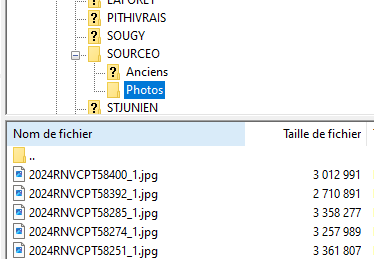 PITHIVRAIS
SOUGY
SOURCEO
Anciens
Photos
STJUNIEN
Nom de fichier Taille de fichier
..
2024RNVCPT58400_1.jpg 3 012 991
2024RNVCPT58392_1.jpg 2 710 891
2024RNVCPT58285_1.jpg 3 358 277
2024RNVCPT58274_1.jpg 3 257 989
2024RNVCPT58251_1.jpg 3 361 807